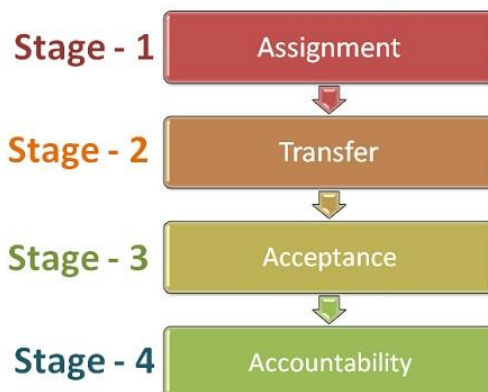 Stage - 1 Assignment
Stage - 2 Transfer
Stage - 3 Acceptance
Stage - 4 Accountability